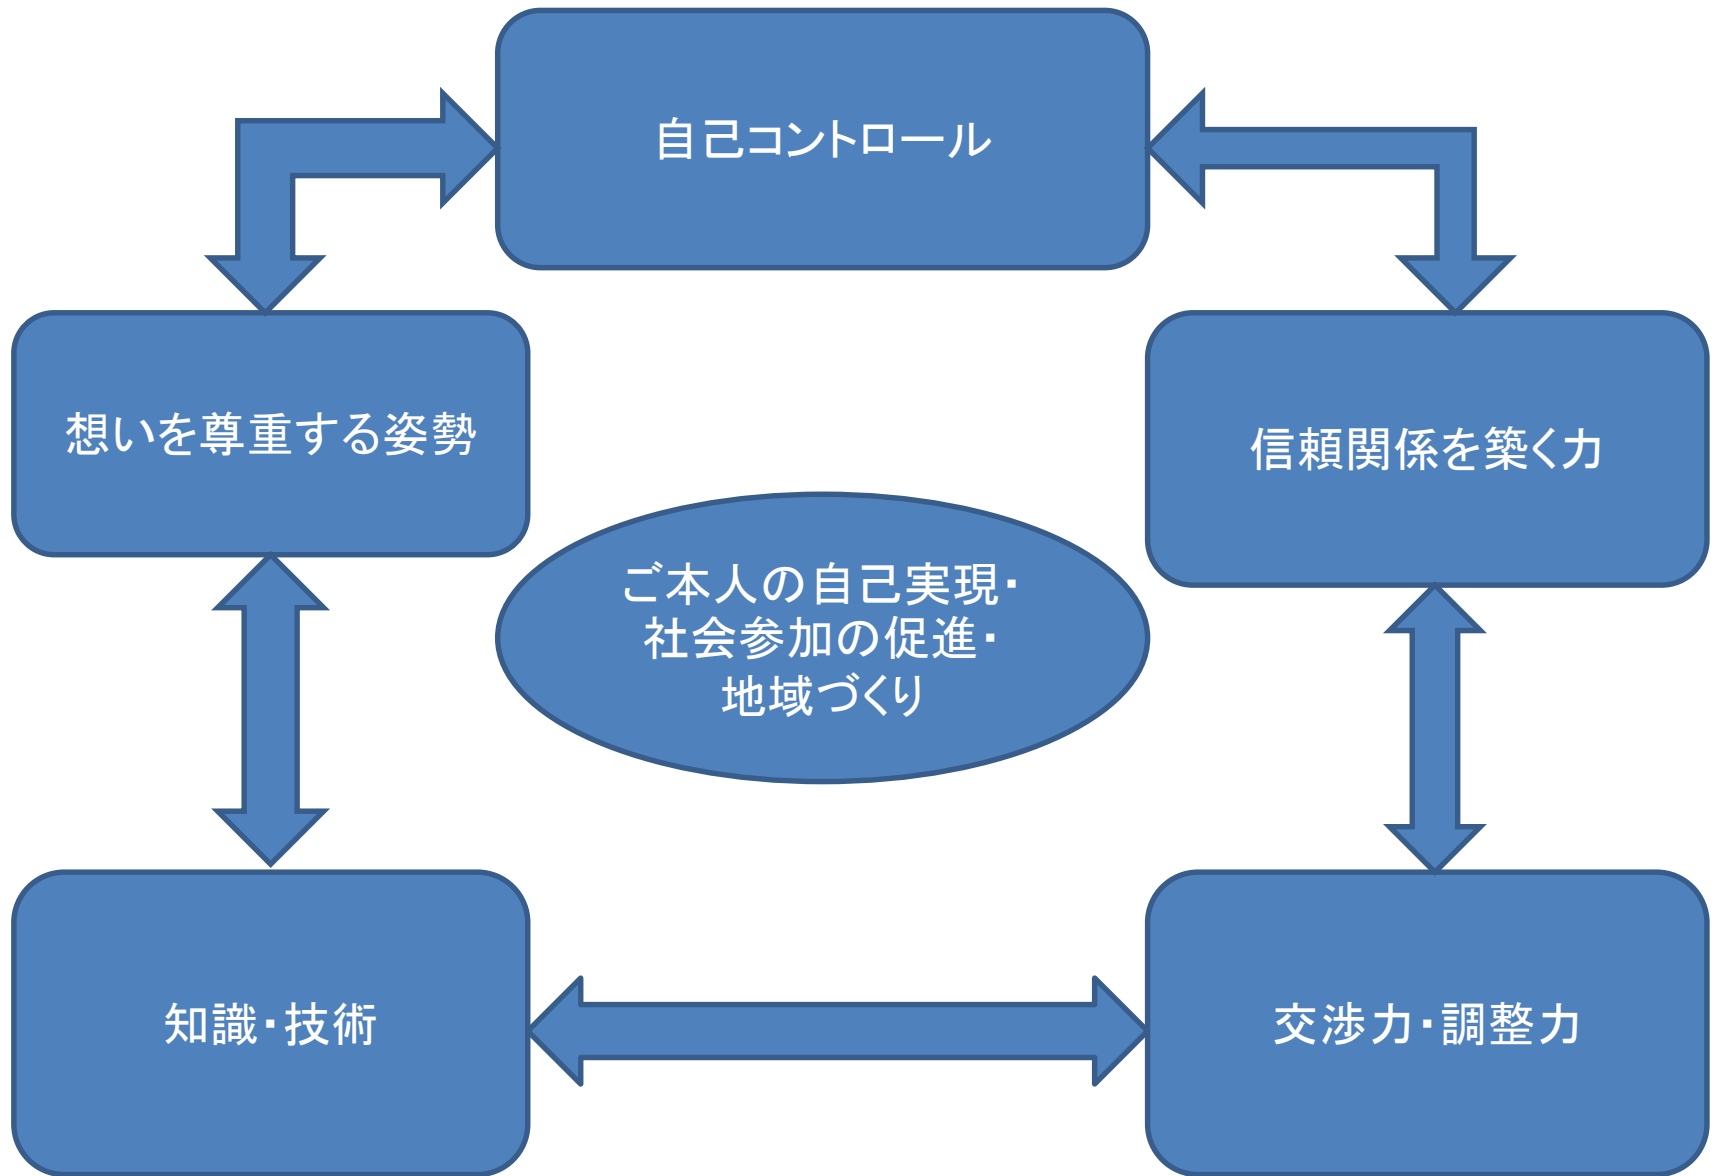 自己コントロール
想いを尊重する姿勢
信頼関係を築く力
ご本人の自己実現・
社会参加の促進・
地域づくり
知識・技術
交渉力・調整力